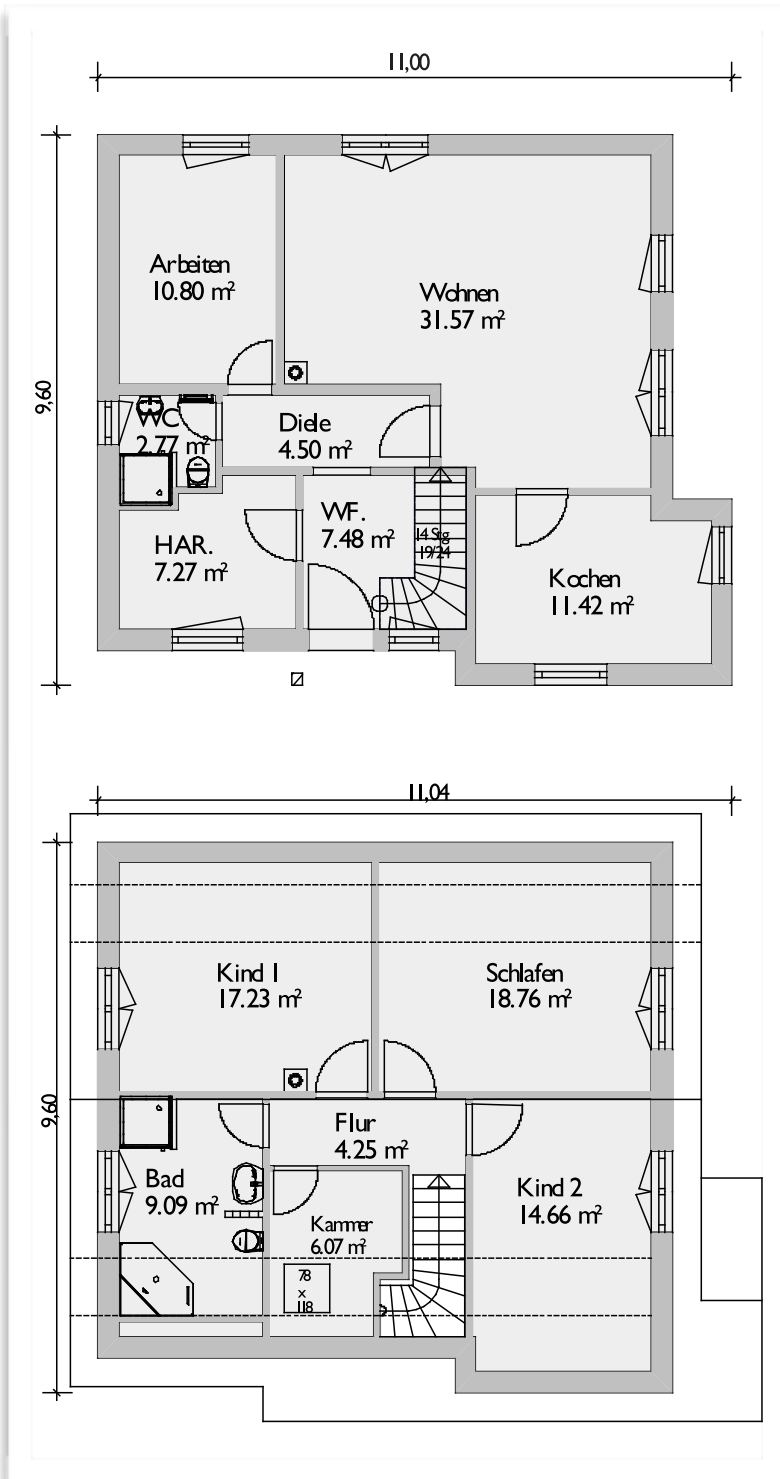 11,00
9,60
Arbeiten
10.80 m²
Wohnen
31.57 m²
WC
2.77 m²
Diele
4.50 m²
WF.
7.48 m²
14 Stg
19/24
HAR.
7.27 m²
Kochen
11.42 m²
11,04
9,60
Kind 1
17.23 m²
Schlafen
18.76 m²
Flur
4.25 m²
Bad
9.09 m²
Kammer
6.07 m²
78
x
118
Kind 2
14.66 m²